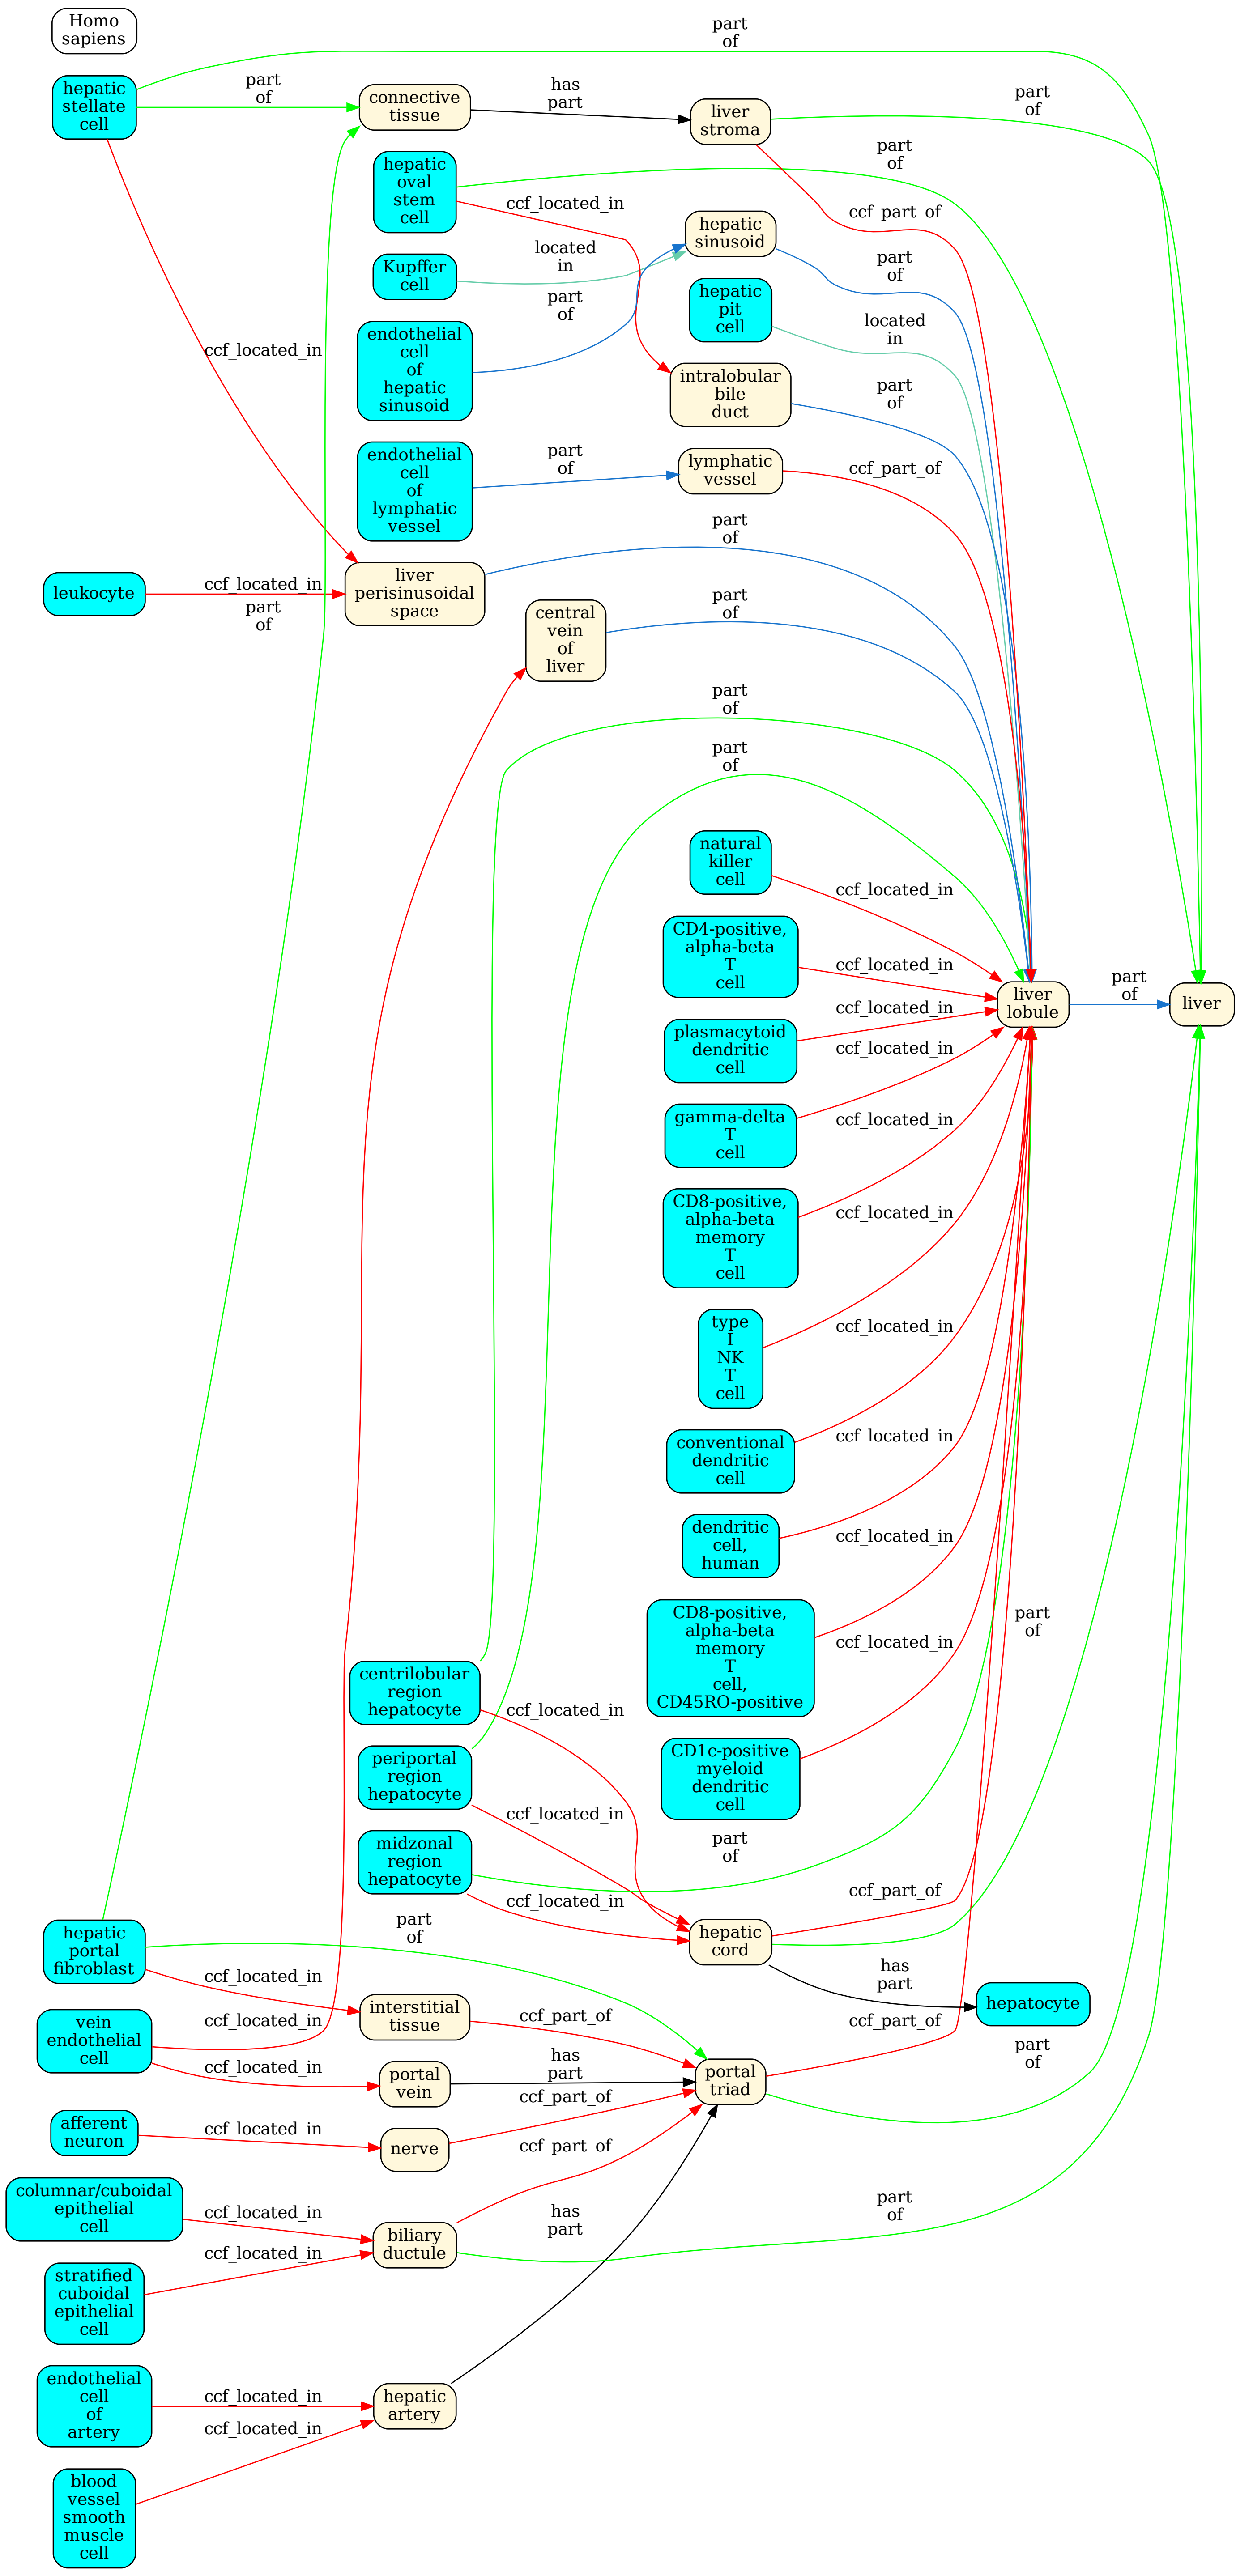 Homo
sapiens
part
of
hepatic
stellate
cell
part
of
connective
tissue
has
part
liver
stroma
part
of
hepatic
oval
stem
cell
part
of
ccf_located_in
hepatic
sinusoid
ccf_part_of
Kupffer
cell
located
in
part
of
hepatic
pit
cell
part
of
located
in
endothelial
cell
of
hepatic
sinusoid
ccf_located_in
intralobular
bile
duct
part
of
endothelial
cell
of
lymphatic
vessel
part
of
lymphatic
vessel
ccf_part_of
part
of
leukocyte
ccf_located_in
part
of
liver
perisinusoidal
space
central
vein
of
liver
part
of
part
of
part
of
natural
killer
cell
ccf_located_in
CD4-positive,
alpha-beta
T
cell
ccf_located_in
liver
lobule
part
of
liver
plasmacytoid
dendritic
cell
ccf_located_in
ccf_located_in
gamma-delta
T
cell
ccf_located_in
CD8-positive,
alpha-beta
memory
T
cell
ccf_located_in
type
I
NK
T
cell
ccf_located_in
conventional
dendritic
cell
ccf_located_in
dendritic
cell,
human
ccf_located_in
CD8-positive,
alpha-beta
memory
T
cell,
CD45RO-positive
ccf_located_in
part
of
centrilobular
region
hepatocyte
ccf_located_in
CD1c-positive
myeloid
dendritic
cell
periportal
region
hepatocyte
ccf_located_in
midzonal
region
hepatocyte
part
of
ccf_located_in
ccf_part_of
hepatic
portal
fibroblast
part
of
hepatic
cord
has
part
hepatocyte
ccf_located_in
interstitial
tissue
ccf_part_of
ccf_part_of
vein
endothelial
cell
ccf_located_in
ccf_located_in
portal
vein
has
part
portal
triad
part
of
afferent
neuron
ccf_located_in
nerve
ccf_part_of
ccf_part_of
columnar/cuboidal
epithelial
cell
ccf_located_in
biliary
ductule
has
part
part
of
stratified
cuboidal
epithelial
cell
ccf_located_in
endothelial
cell
of
artery
ccf_located_in
hepatic
artery
blood
vessel
smooth
muscle
cell
ccf_located_in